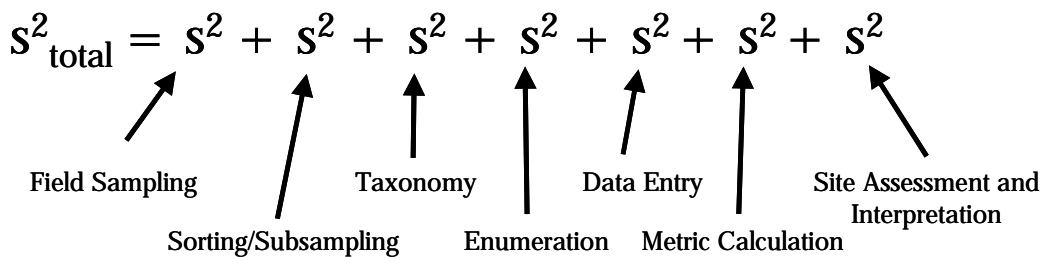 s²total = s² + s² + s² + s² + s² + s² + s²
Field Sampling Taxonomy Data Entry Site Assessment and
Interpretation
Sorting/Subsampling Enumeration Metric Calculation